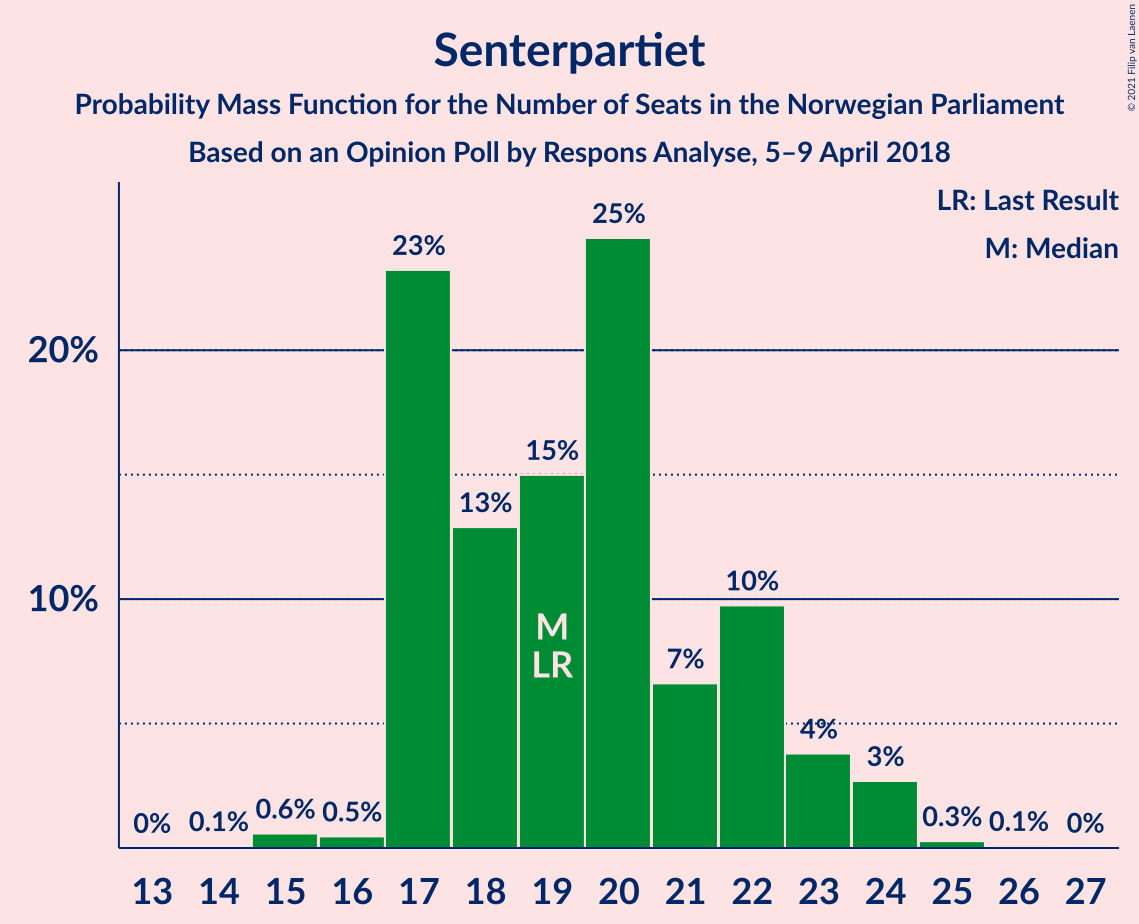 Senterpartiet
Probability Mass Function for the Number of Seats in the Norwegian Parliament
Based on an Opinion Poll by Respons Analyse, 5–9 April 2018
© 2021 Filip van Laenen
LR: Last Result
M: Median
25%
23%
20%
15%
13%
10%
10%
M
LR
7%
4%
3%
0% 0.1% 0.6% 0.5% 0.3% 0.1% 0%
13 14 15 16 17 18 19 20 21 22 23 24 25 26 27